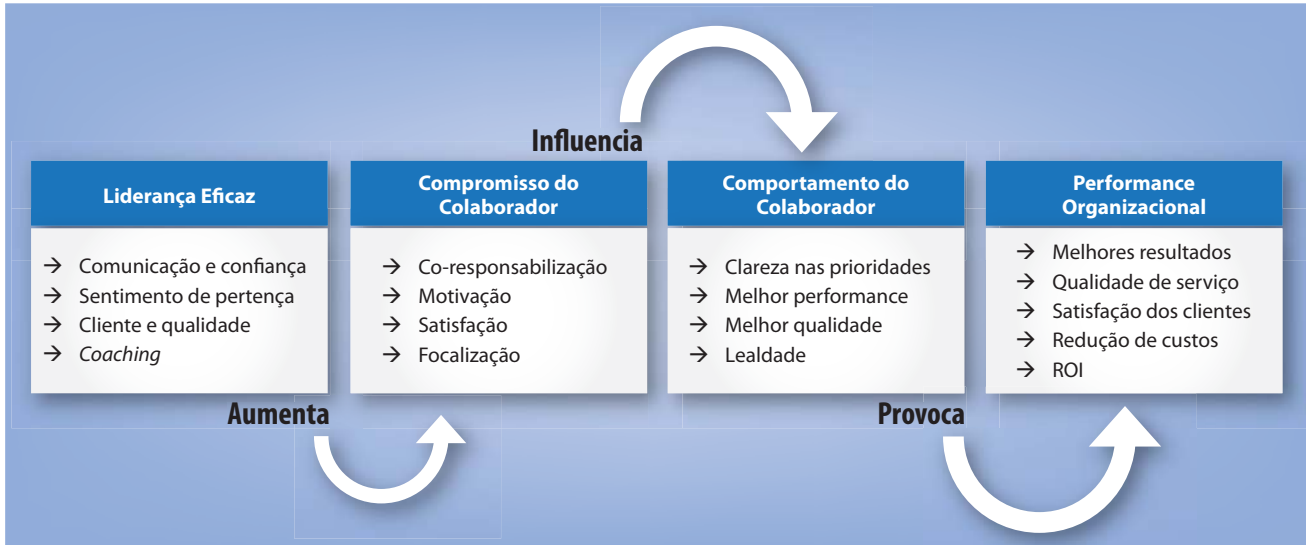 Influencia
Liderança Eficaz
→ Comunicação e confiança
→ Sentimento de pertença
→ Cliente e qualidade
→ Coaching
Aumenta
Compromisso do
Colaborador
→ Co-responsabilização
→ Motivação
→ Satisfação
→ Focalização
Comportamento do
Colaborador
→ Clareza nas prioridades
→ Melhor performance
→ Melhor qualidade
→ Lealdade
Provoca
Performance
Organizacional
→ Melhores resultados
→ Qualidade de serviço
→ Satisfação dos clientes
→ Redução de custos
→ ROI